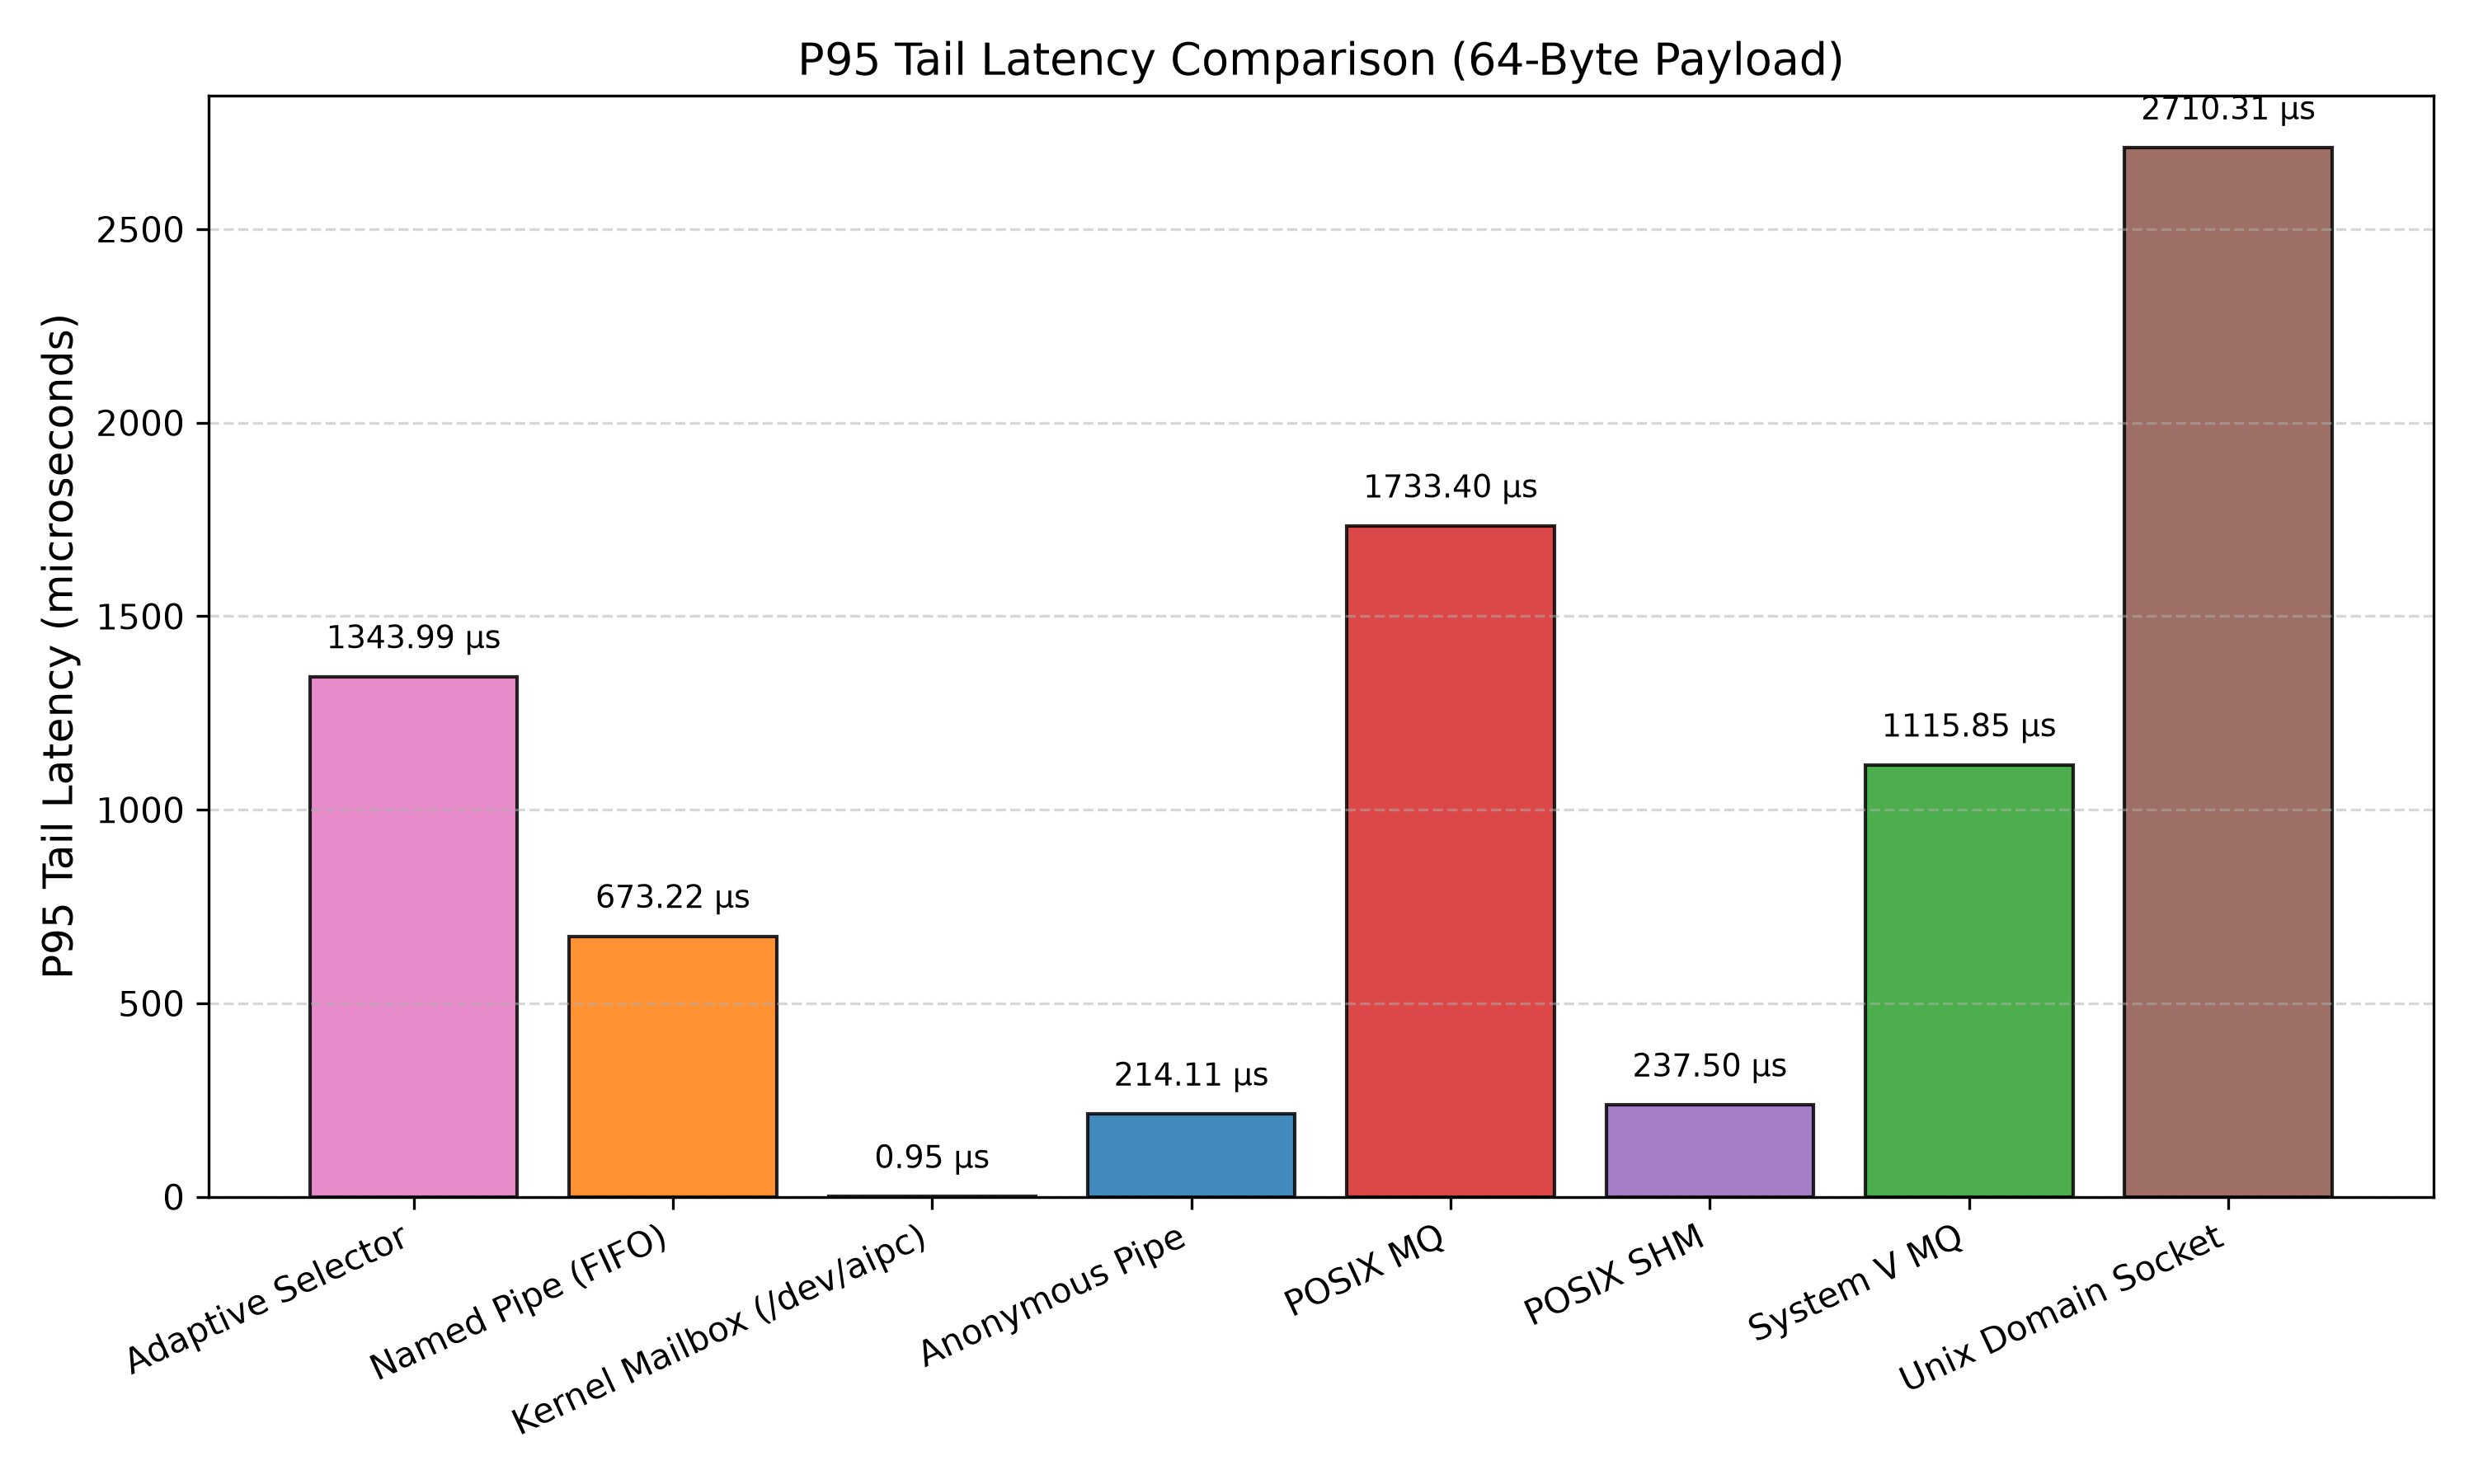 P95 Tail Latency Comparison (64-Byte Payload)
P95 Tail Latency (microseconds)
2500
2000
1500
1000
500
0
1343.99 µs
673.22 µs
0.95 µs
214.11 µs
1733.40 µs
237.50 µs
1115.85 µs
2710.31 µs
Adaptive Selector
Named Pipe (FIFO)
Kernel Mailbox (/dev/aipc)
Anonymous Pipe
POSIX MQ
POSIX SHM
System V MQ
Unix Domain Socket